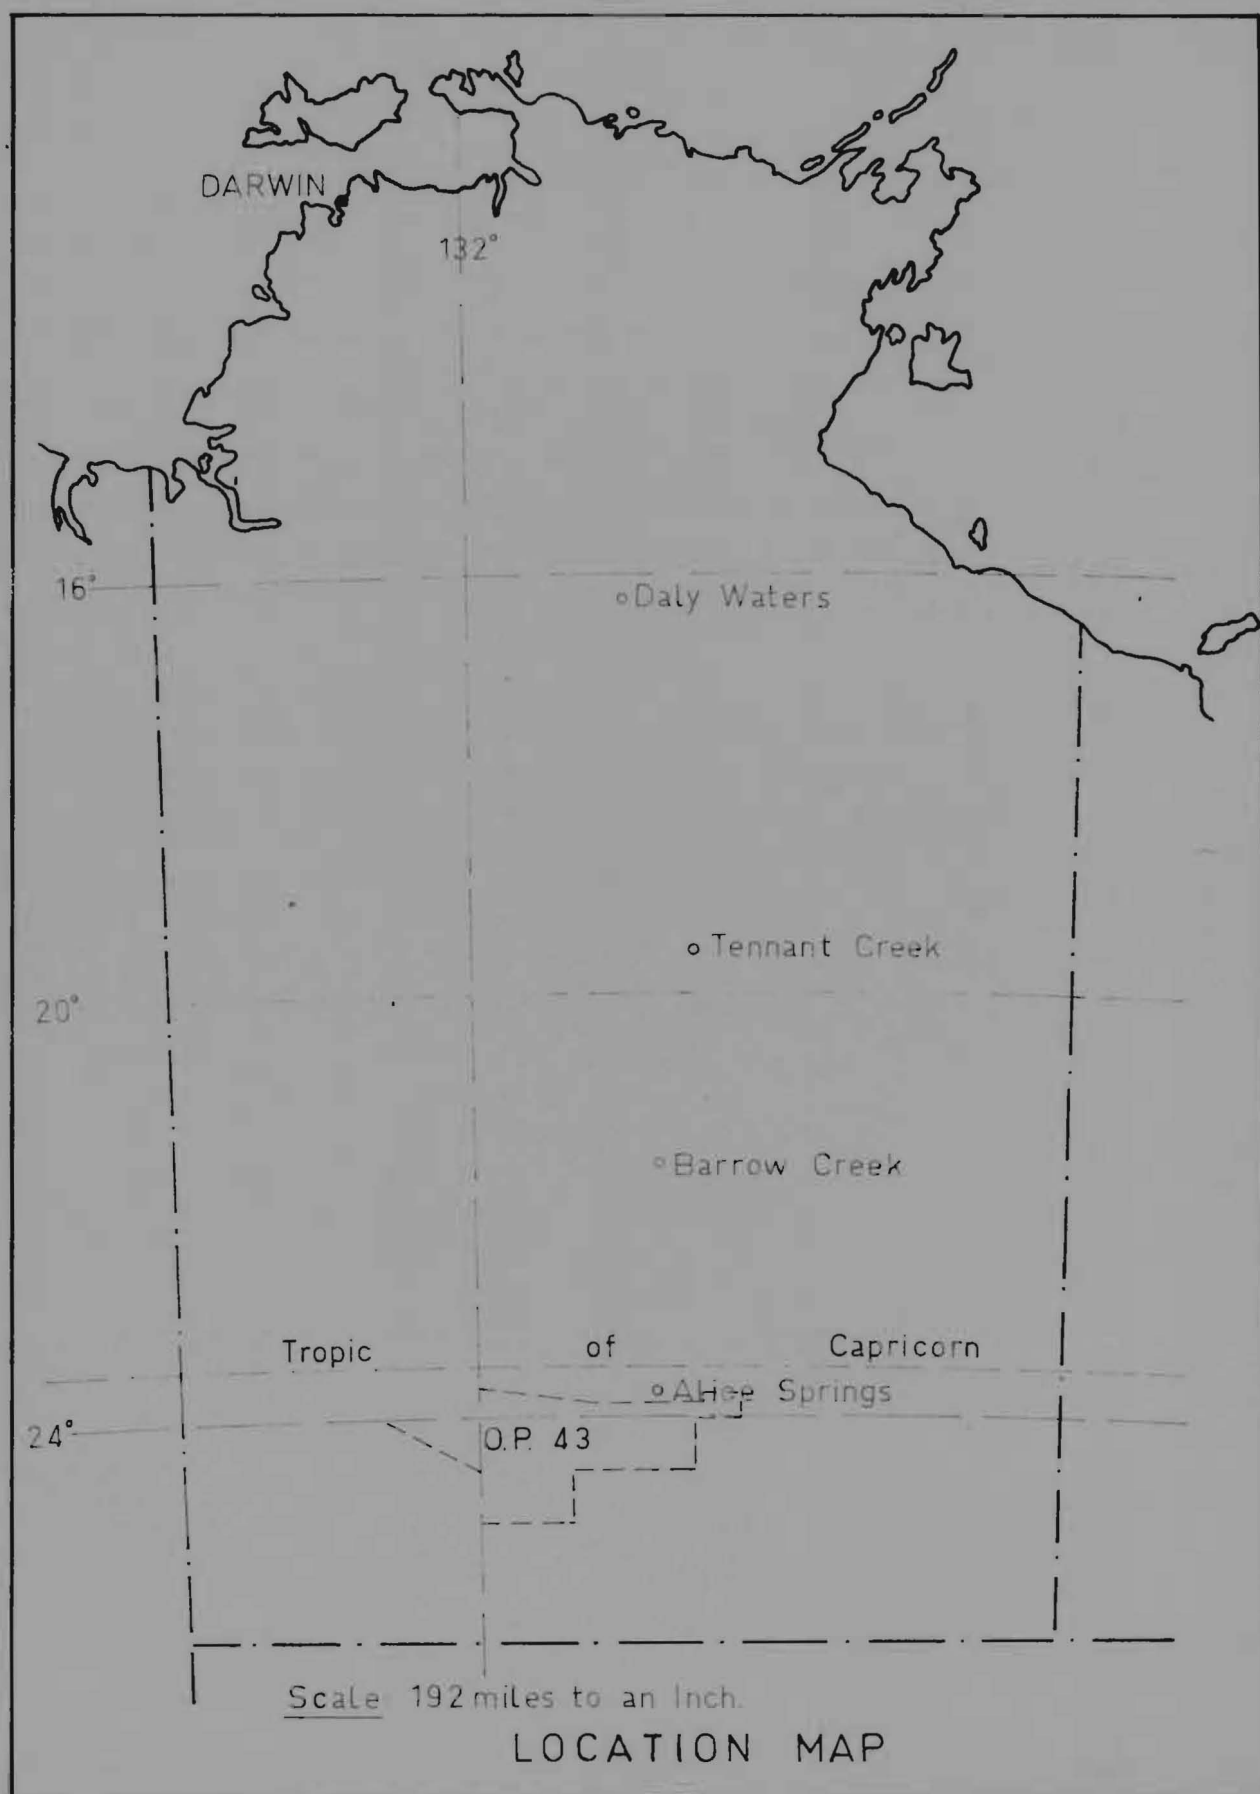 DARWIN
132°
16°
Daly Waters
Tennant Creek
20°
Barrow Creek
Tropic of Capricorn
Alice Springs
24°
O.P. 43
Scale 192 miles to an Inch.
LOCATION MAP